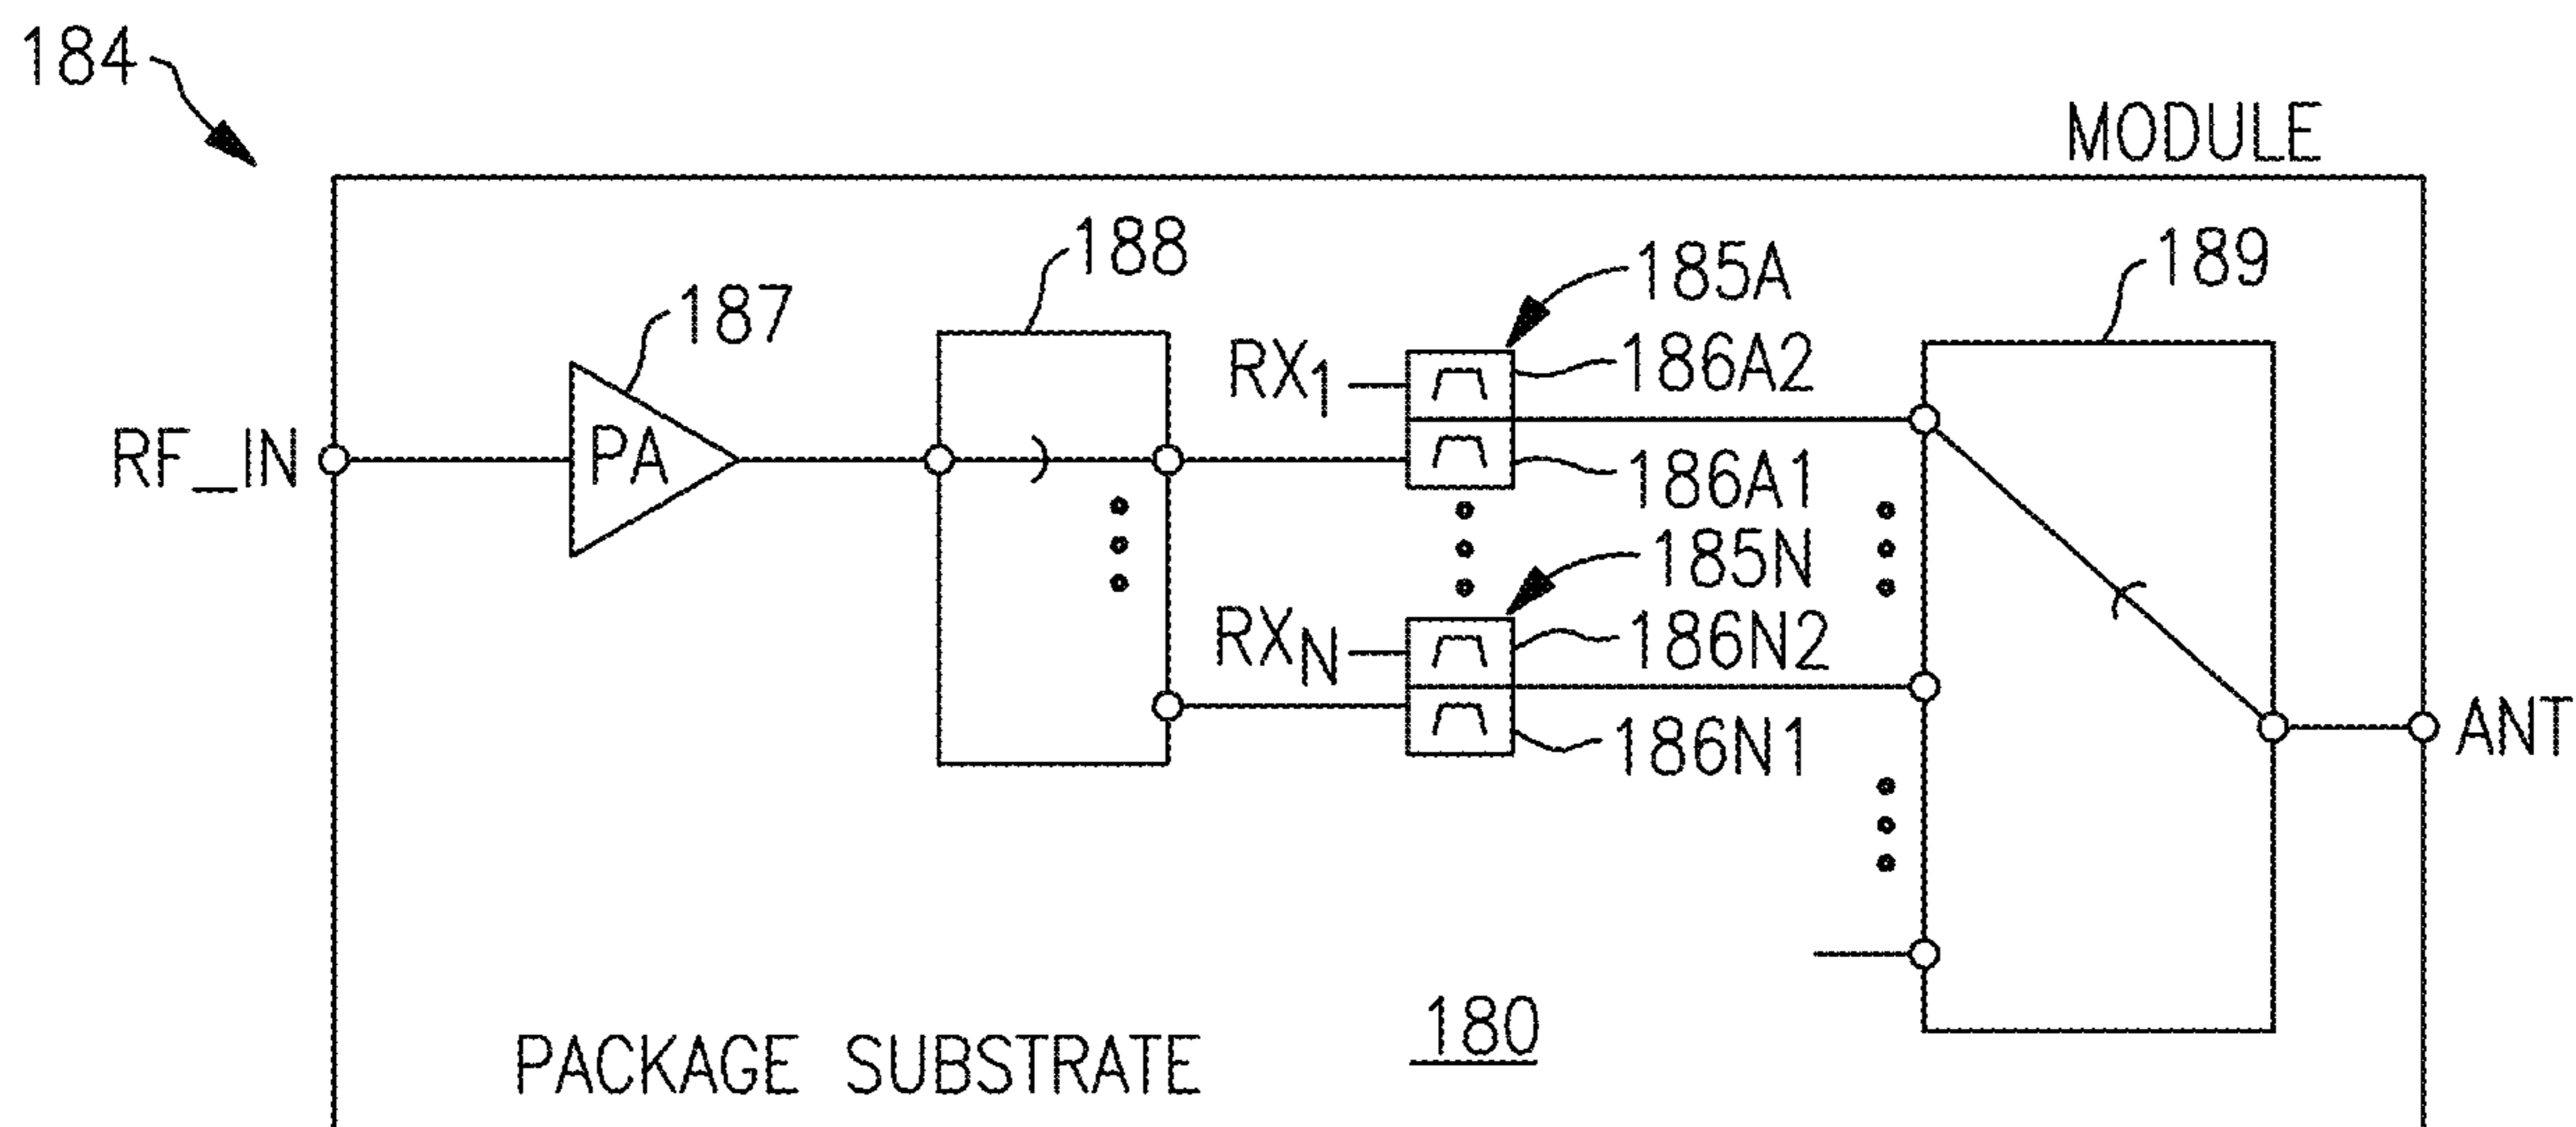 184
MODULE
188
185A
189
187
RX1
186A2
RF_IN
PA
186A1
185N
RXN
186N2
186N1
ANT
180
PACKAGE SUBSTRATE